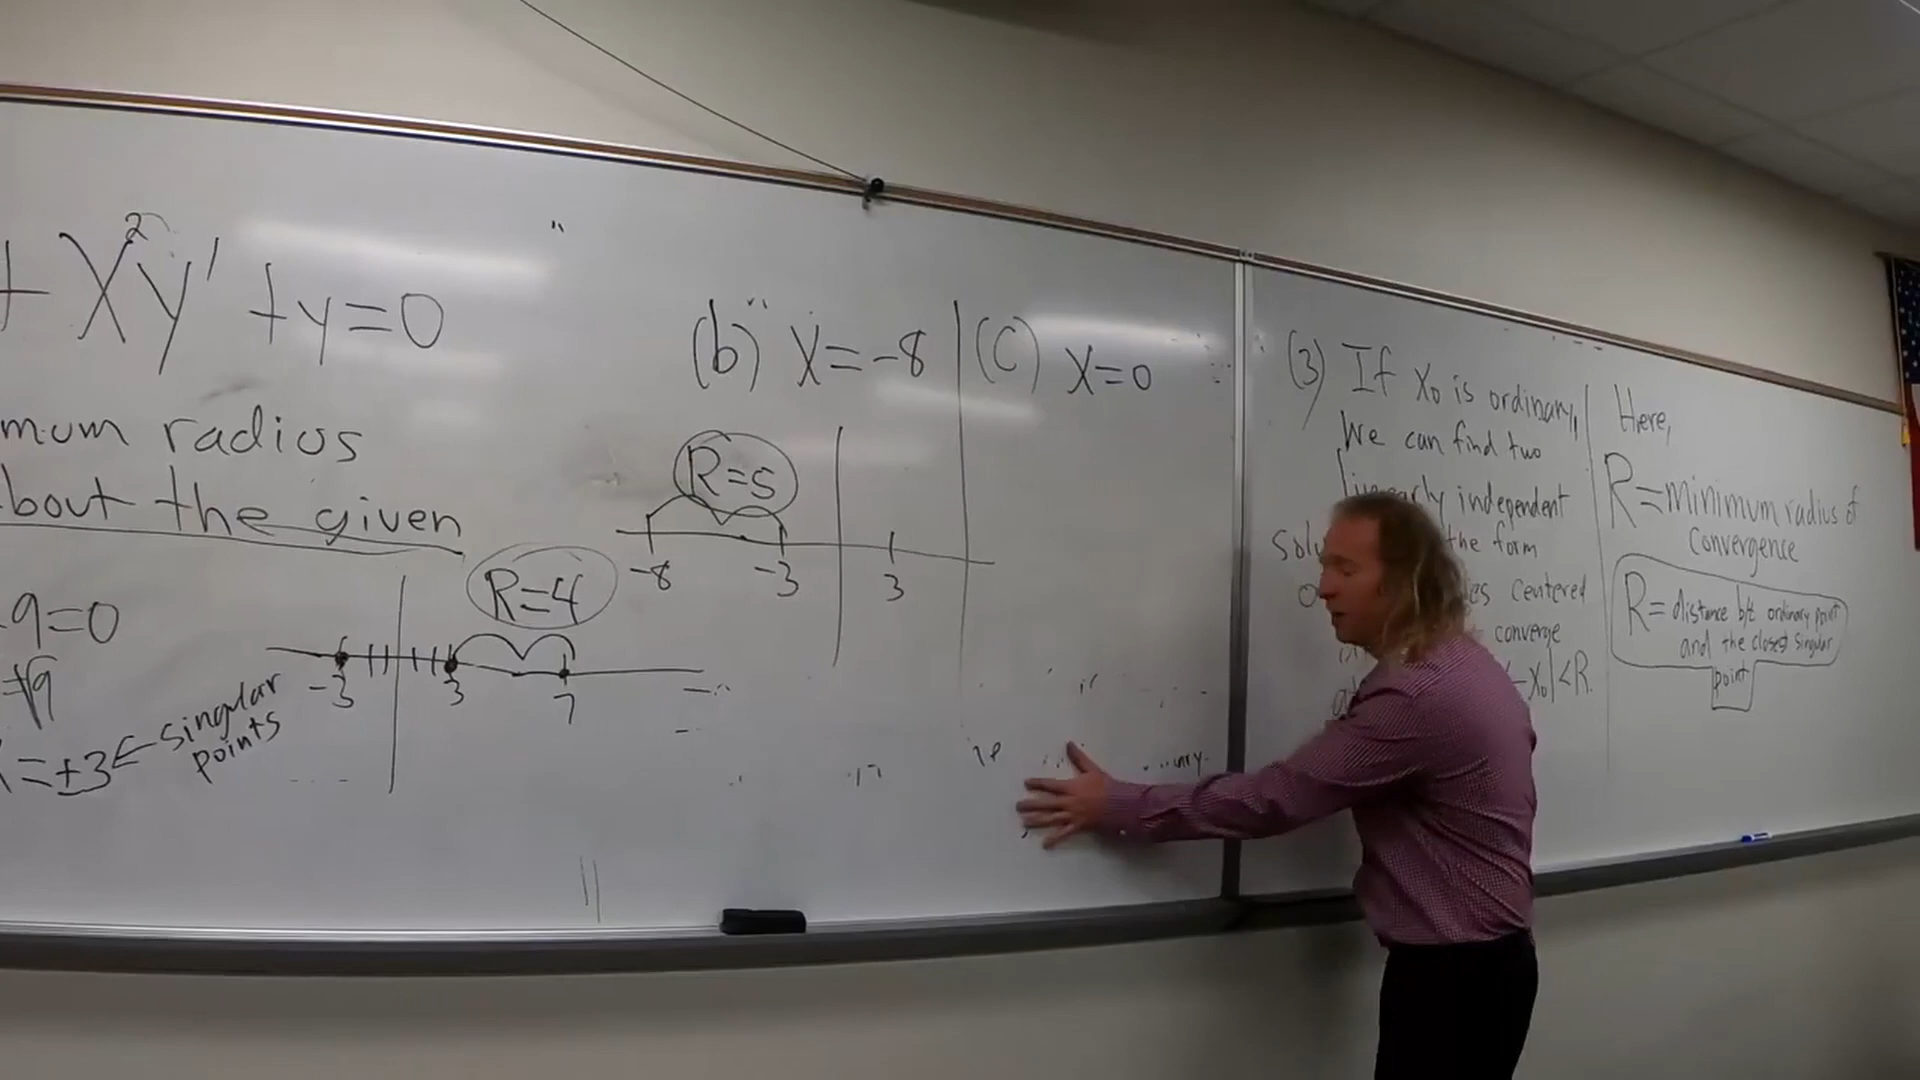 + X²y' + y = 0
mum radius
bout the given
-9=0
x=±3 ← singular
points
-3 3 7
R=4
(b) X=-8
R=5
-8 -3 3
(C) X=0
(3) If X₀ is ordinary,
We can find two
linearly independent
the form
centered
converge
-X₀|<R.
Here,
R=minimum radius of
Convergence
R= distance b/t ordinary point
and the closest singular
point